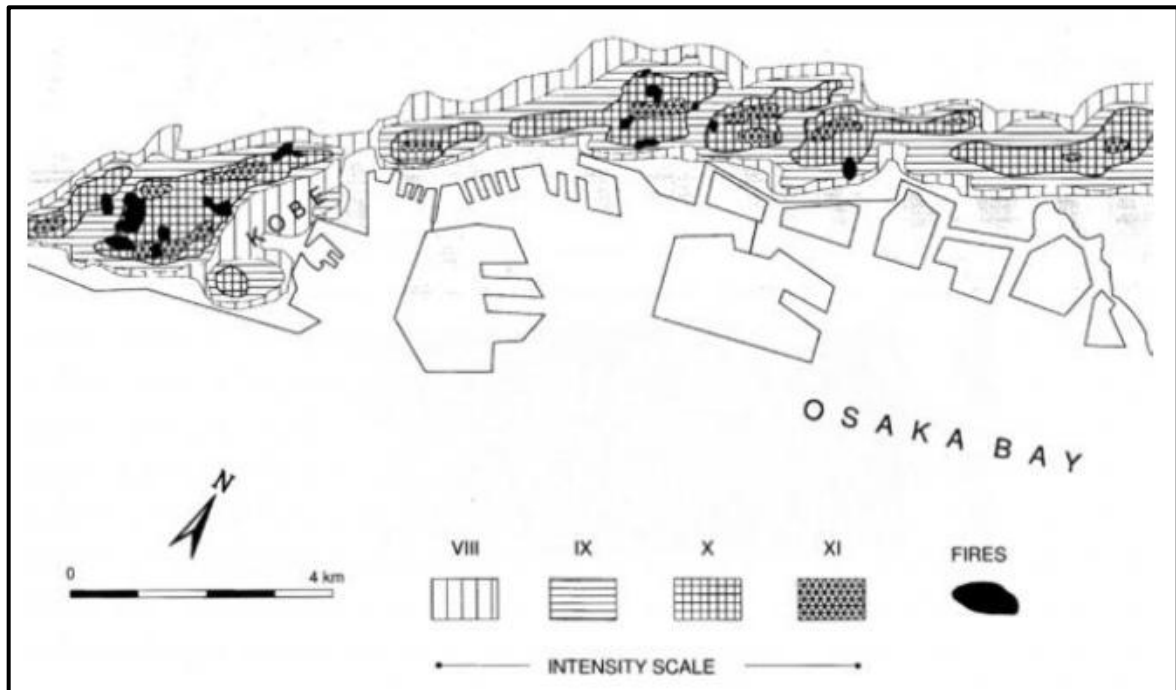 KOBE
OSAKA BAY
N
0 4 km
VIII IX X XI FIRES
INTENSITY SCALE